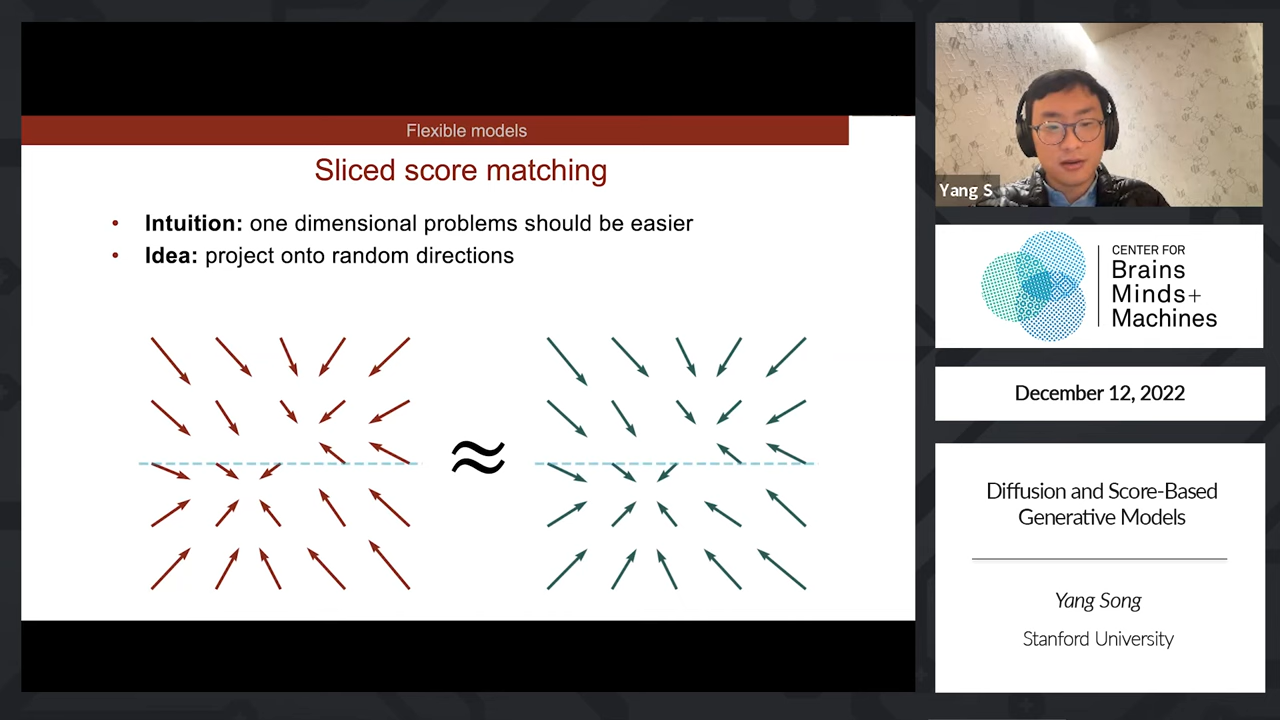 Flexible models
Sliced score matching
• Intuition: one dimensional problems should be easier
• Idea: project onto random directions
≈
Yang S
CENTER FOR
Brains
Minds+
Machines
December 12, 2022
Diffusion and Score-Based
Generative Models
Yang Song
Stanford University